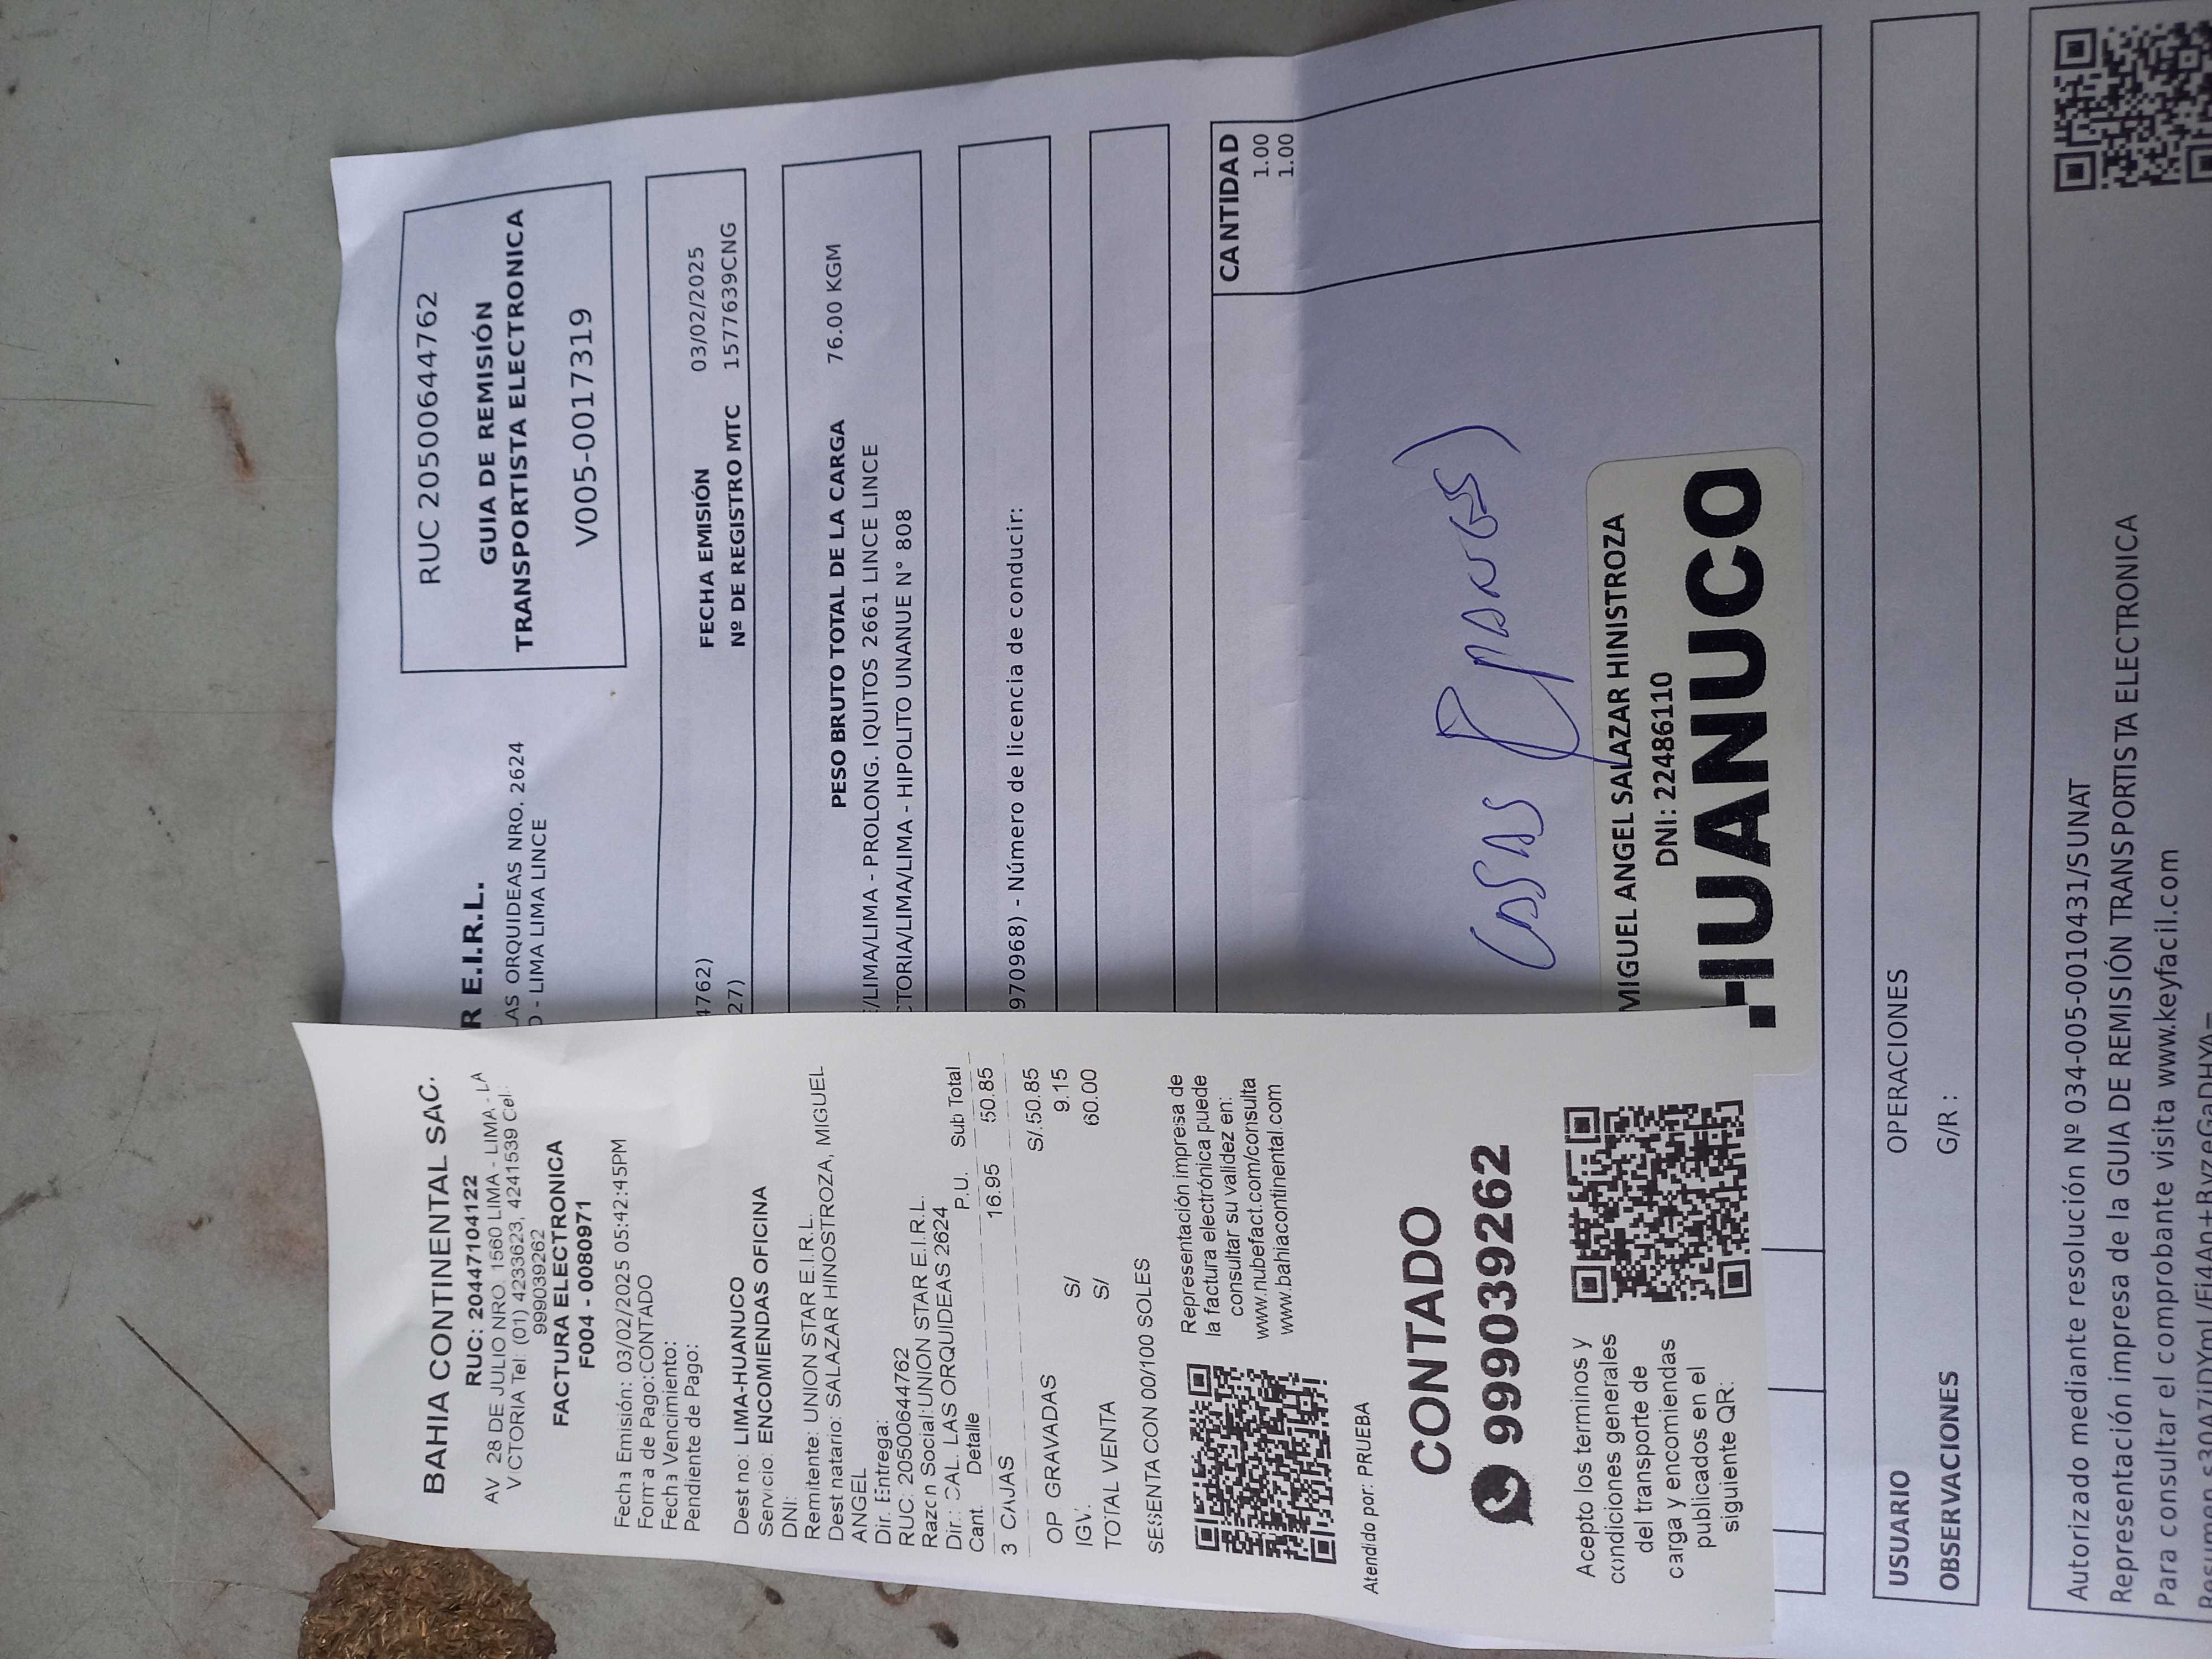 BAHIA CONTINENTAL SAC.
RUC: 20447104122
AV 28 DE JULIO NRO. 1560 LIMA - LIMA - LA
VICTORIA Tel: (01) 4233623, 4241539 Cel:
999039262
FACTURA ELECTRONICA
F004 - 0080971
Fecha Emisión: 03/02/2025 05:42:45PM
Forma de Pago:CONTADO
Fecha Vencimiento:
Pendiente de Pago:
Destino: LIMA-HUANUCO
Servicio: ENCOMIENDAS OFICINA
DNI:
Remitente: UNION STAR E.I.R.L.
Destinatario: SALAZAR HINOSTROZA, MIGUEL
ANGEL
Dir. Entrega:
RUC: 20500644762
Razon Social:UNION STAR E.I.R.L.
Dir.: CAL. LAS ORQUIDEAS 2624
Cant. Detalle P.U. Sub Total
3 CAJAS 16.95 50.85
OP GRAVADAS S/.50.85
IGV. S/ 9.15
TOTAL VENTA S/ 60.00
SESENTA CON 00/100 SOLES
Representación impresa de
la factura electrónica puede
consultar su validez en:
www.nubefact.com/consulta
www.bahiacontinental.com
Atendido por: PRUEBA
CONTADO
999039262
Acepto los terminos y
condiciones generales
del transporte de
carga y encomiendas
publicados en el
siguiente QR:
R E.I.R.L.
AS ORQUIDEAS NRO. 2624
- LIMA LIMA LINCE
RUC 20500644762
GUIA DE REMISIÓN
TRANSPORTISTA ELECTRONICA
V005-0017319
4762) FECHA EMISIÓN 03/02/2025
27) Nº DE REGISTRO MTC 1577639CNG
PESO BRUTO TOTAL DE LA CARGA 76.00 KGM
/LIMA/LIMA - PROLONG. IQUITOS 2661 LINCE LINCE
CTORIA/LIMA/LIMA - HIPOLITO UNANUE N° 808
970968) - Número de licencia de conducir:
CANTIDAD
1.00
1.00
MIGUEL ANGEL SALAZAR HINISTROZA
DNI: 22486110
HUANUCO
USUARIO OPERACIONES
OBSERVACIONES G/R :
Autorizado mediante resolución Nº 034-005-0010431/SUNAT
Representación impresa de la GUIA DE REMISIÓN TRANSPORTISTA ELECTRONICA
Para consultar el comprobante visita www.keyfacil.com